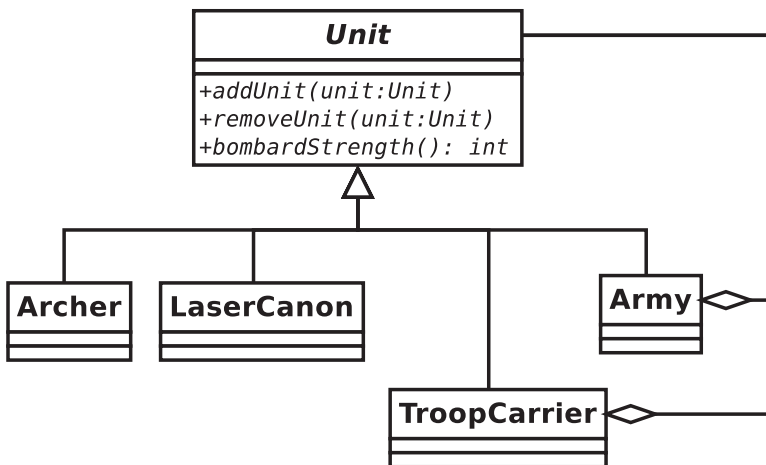 Unit
+addUnit(unit:Unit)
+removeUnit(unit:Unit)
+bombardStrength(): int
Archer
LaserCanon
Army
TroopCarrier